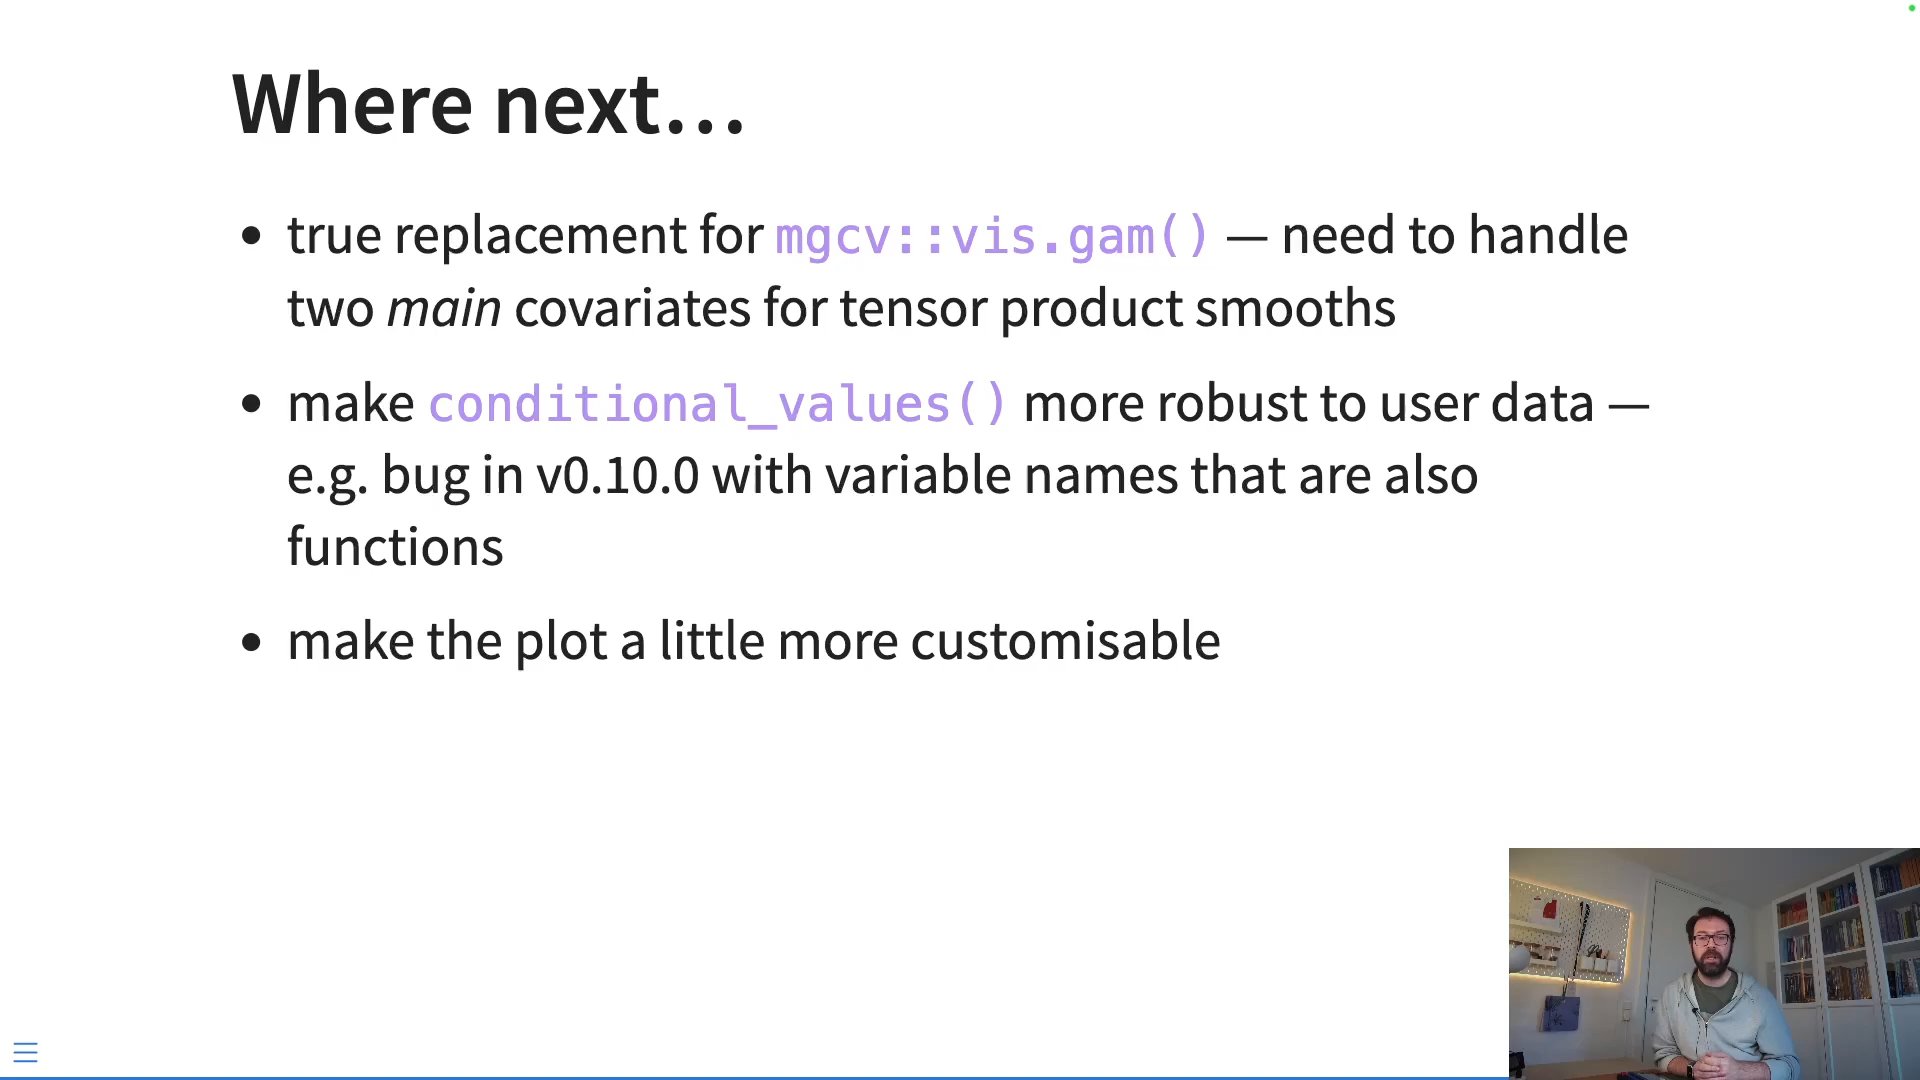 Where next…
true replacement for mgcv::vis.gam() — need to handle
two main covariates for tensor product smooths
make conditional_values() more robust to user data —
e.g. bug in v0.10.0 with variable names that are also
functions
make the plot a little more customisable